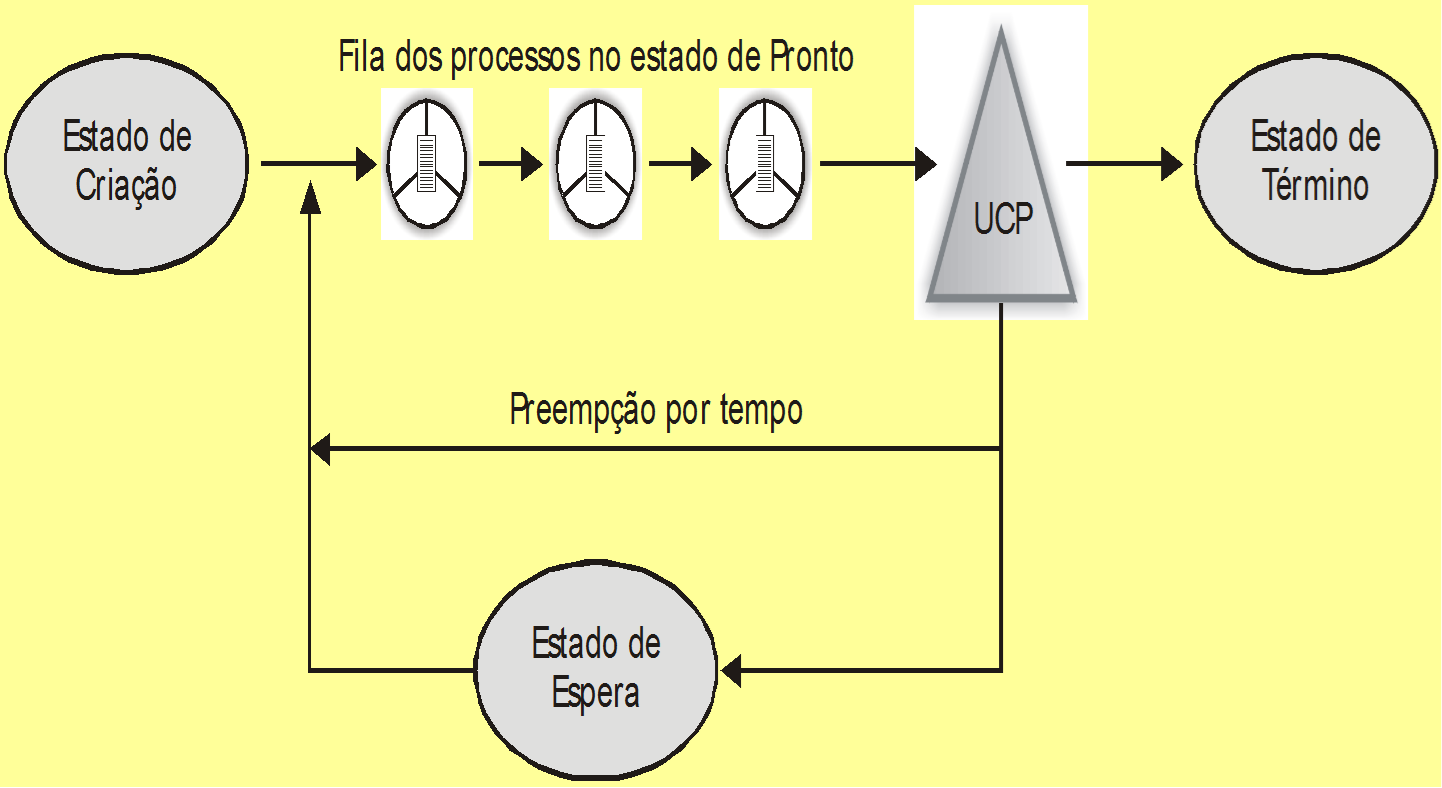 Fila dos processos no estado de Pronto
Estado de
Criação
UCP
Estado de
Término
Preempção por tempo
Estado de
Espera